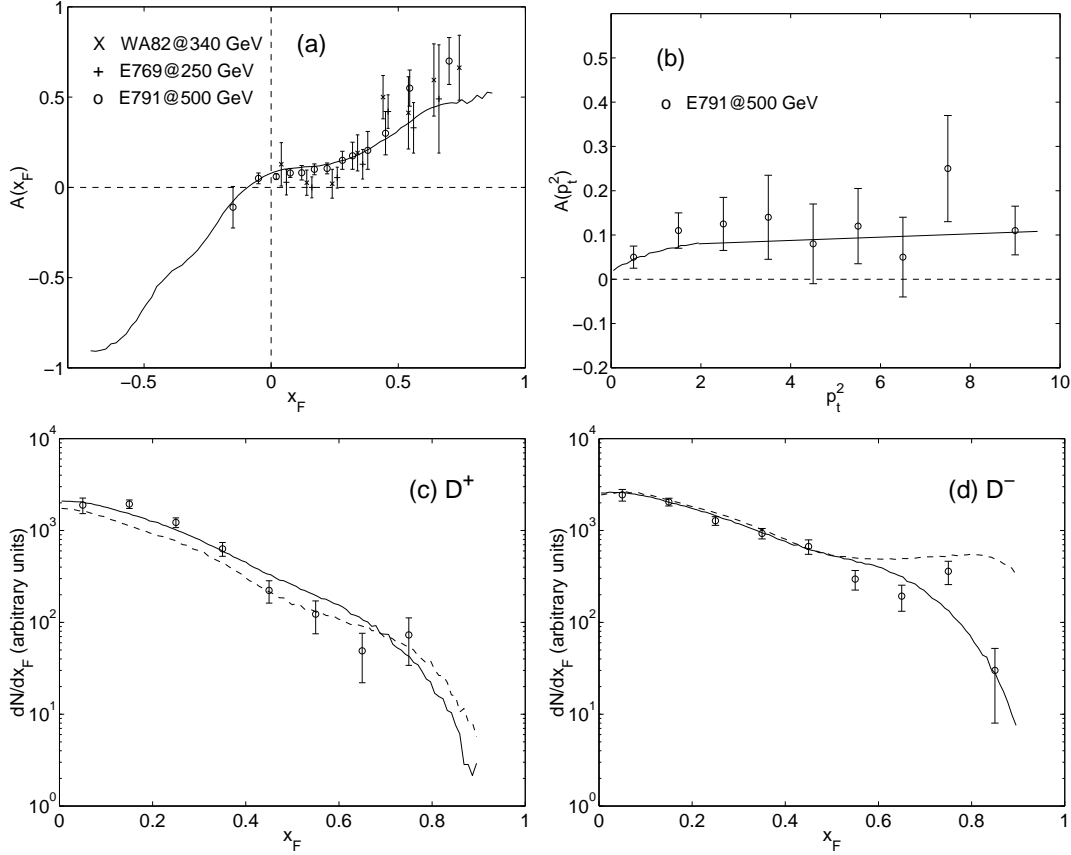 (a)
× WA82@340 GeV
+ E769@250 GeV
o E791@500 GeV
A(x_F)
0.5
0
−0.5
−1
−0.5 0 0.5 1
x_F
(b)
o E791@500 GeV
A(p_t^2)
0.5
0.4
0.3
0.2
0.1
0
−0.1
−0.2
0 2 4 6 8 10
p_t^2
(c) D^+
dN/dx_F (arbitrary units)
10^4
10^3
10^2
10^1
10^0
0 0.2 0.4 0.6 0.8 1
x_F
(d) D^−
dN/dx_F (arbitrary units)
10^4
10^3
10^2
10^1
10^0
0 0.2 0.4 0.6 0.8 1
x_F